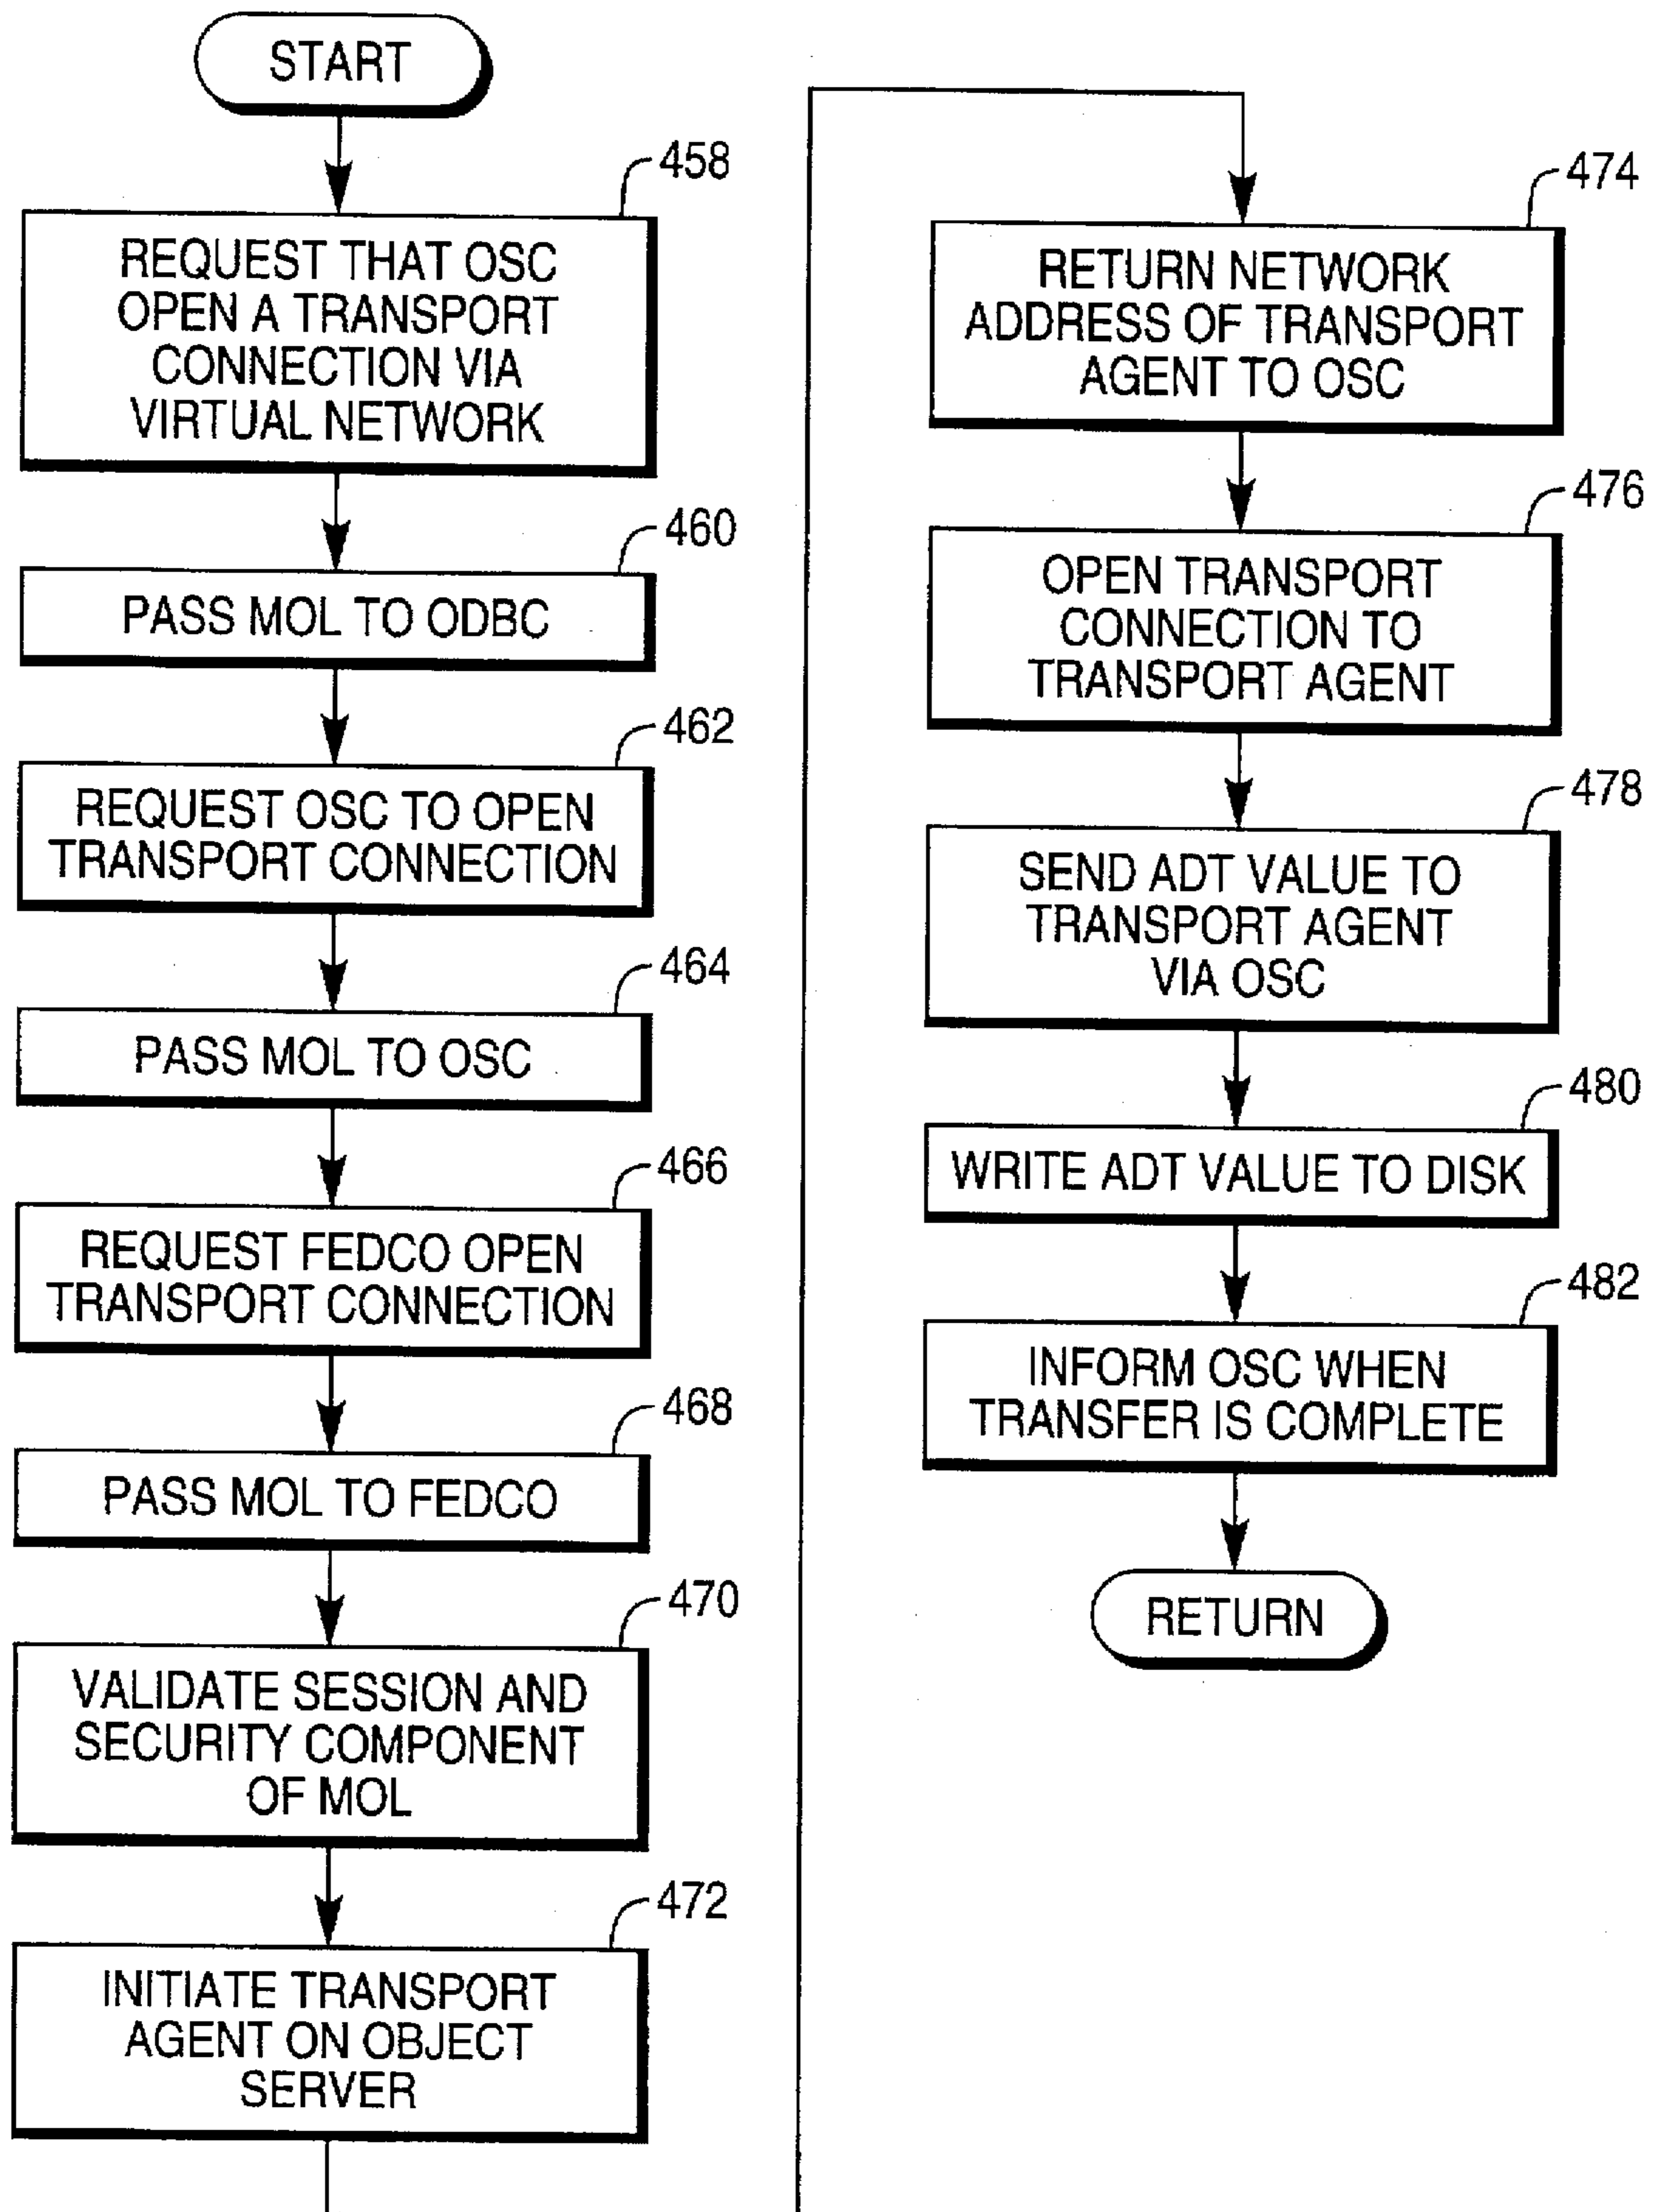 START
458
REQUEST THAT OSC
OPEN A TRANSPORT
CONNECTION VIA
VIRTUAL NETWORK
460
PASS MOL TO ODBC
462
REQUEST OSC TO OPEN
TRANSPORT CONNECTION
464
PASS MOL TO OSC
466
REQUEST FEDCO OPEN
TRANSPORT CONNECTION
468
PASS MOL TO FEDCO
470
VALIDATE SESSION AND
SECURITY COMPONENT
OF MOL
472
INITIATE TRANSPORT
AGENT ON OBJECT
SERVER
474
RETURN NETWORK
ADDRESS OF TRANSPORT
AGENT TO OSC
476
OPEN TRANSPORT
CONNECTION TO
TRANSPORT AGENT
478
SEND ADT VALUE TO
TRANSPORT AGENT
VIA OSC
480
WRITE ADT VALUE TO DISK
482
INFORM OSC WHEN
TRANSFER IS COMPLETE
RETURN